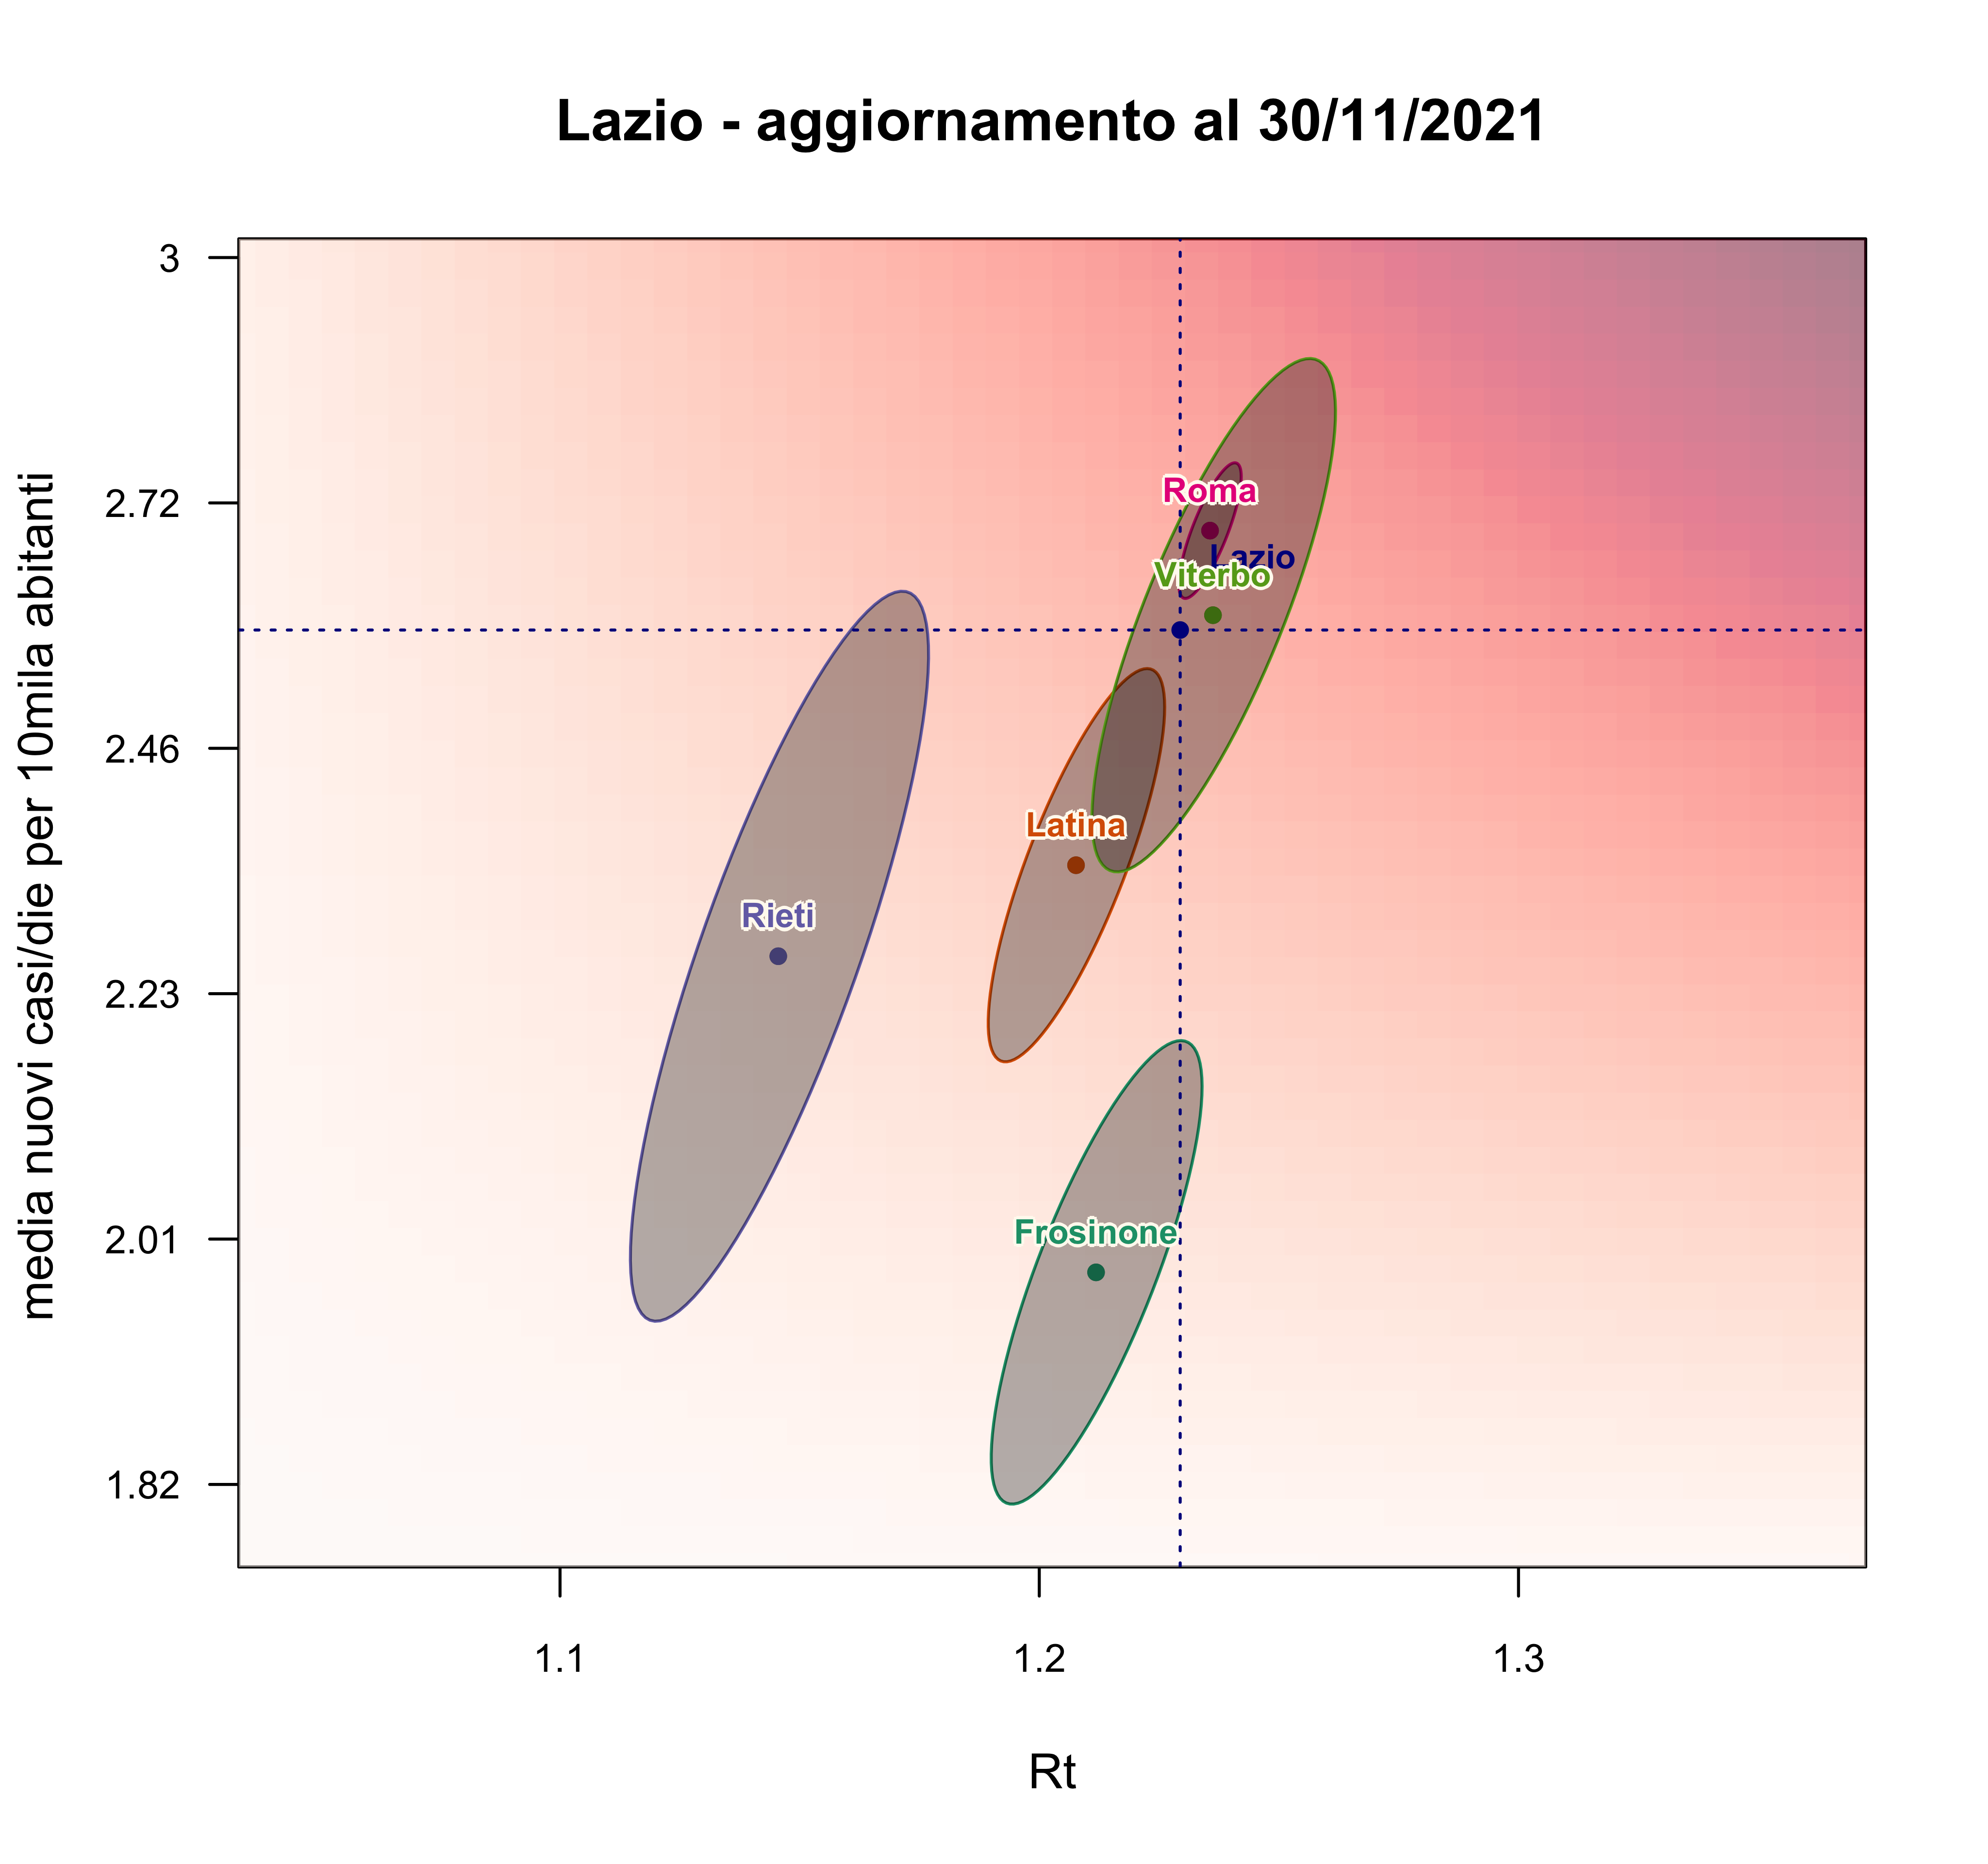 Lazio - aggiornamento al 30/11/2021
media nuovi casi/die per 10mila abitanti
3
2.72
2.46
2.23
2.01
1.82
Roma
Lazio
Viterbo
Latina
Rieti
Frosinone
1.1
1.2
1.3
Rt